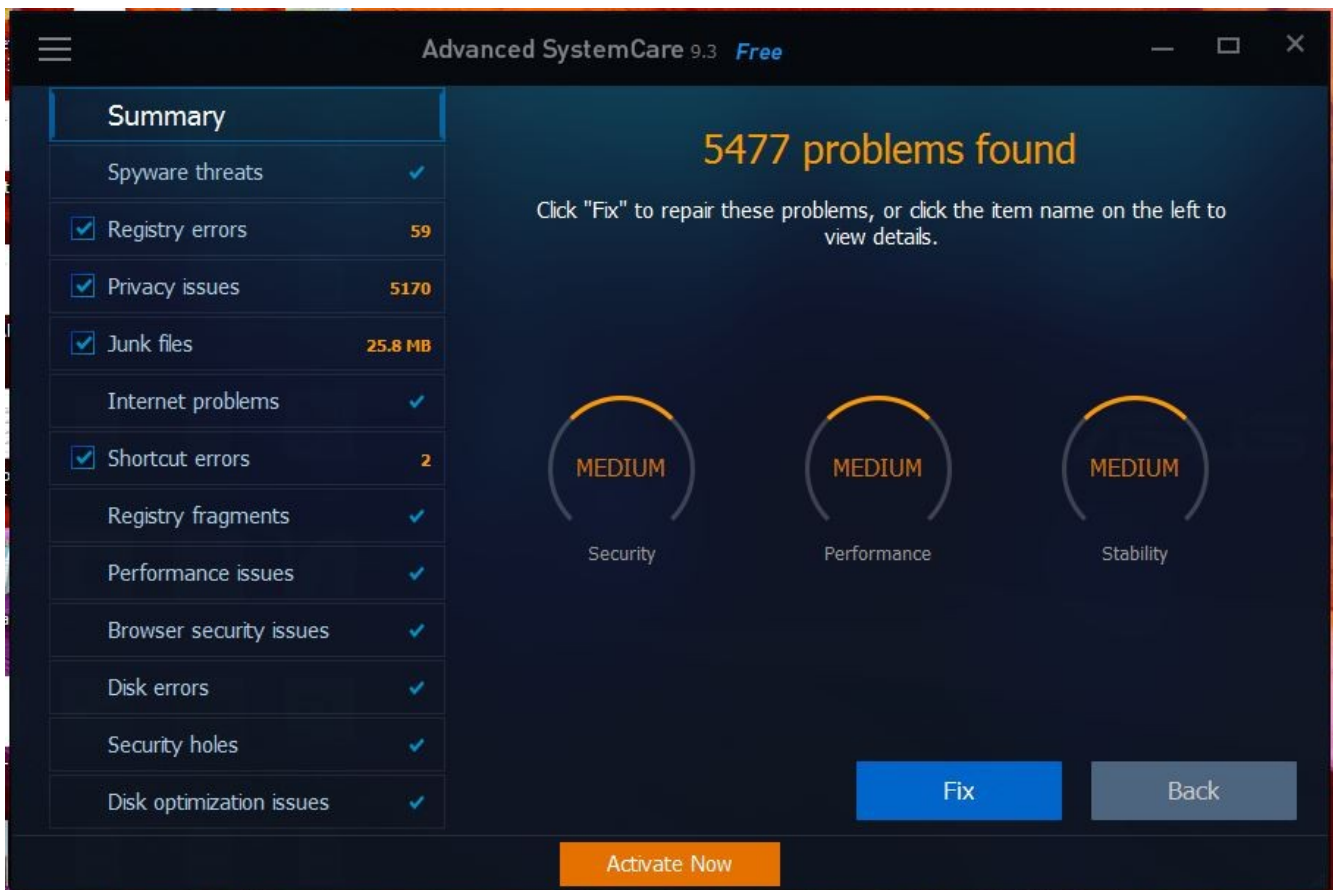 Advanced SystemCare 9.3 Free
Summary
Spyware threats
Registry errors 59
Privacy issues 5170
Junk files 25.8 MB
Internet problems
Shortcut errors 2
Registry fragments
Performance issues
Browser security issues
Disk errors
Security holes
Disk optimization issues
5477 problems found
Click "Fix" to repair these problems, or click the item name on the left to
view details.
MEDIUM
Security
MEDIUM
Performance
MEDIUM
Stability
Fix
Back
Activate Now